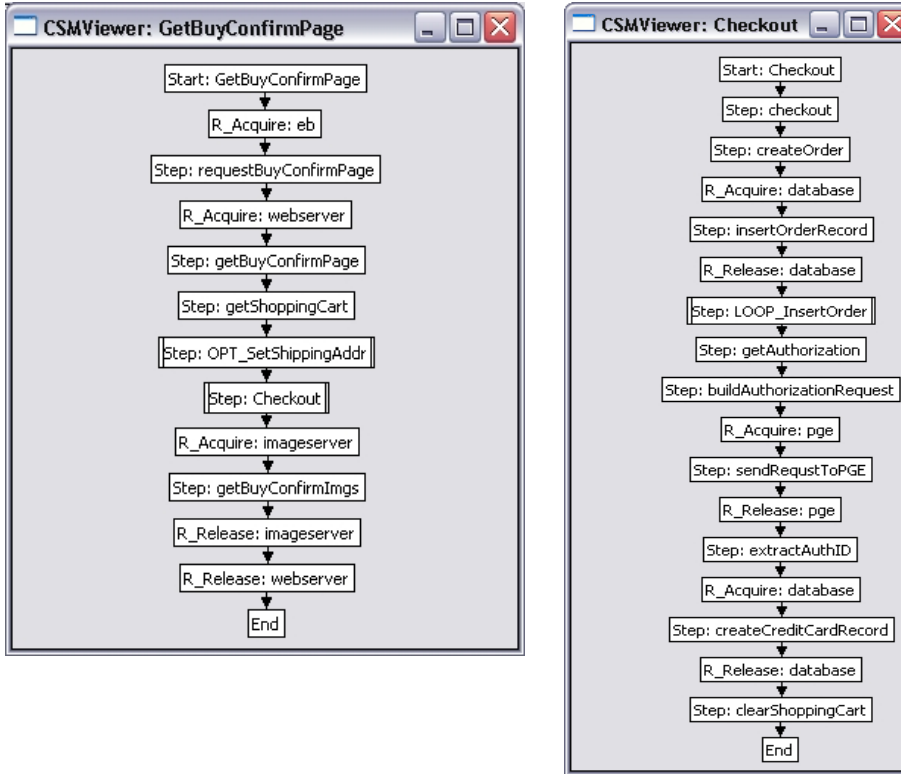 CSMViewer: GetBuyConfirmPage
Start: GetBuyConfirmPage
R_Acquire: eb
Step: requestBuyConfirmPage
R_Acquire: webserver
Step: getBuyConfirmPage
Step: getShoppingCart
Step: OPT_SetShippingAddr
Step: Checkout
R_Acquire: imageserver
Step: getBuyConfirmImgs
R_Release: imageserver
R_Release: webserver
End
CSMViewer: Checkout
Start: Checkout
Step: checkout
Step: createOrder
R_Acquire: database
Step: insertOrderRecord
R_Release: database
Step: LOOP_InsertOrder
Step: getAuthorization
Step: buildAuthorizationRequest
R_Acquire: pge
Step: sendRequstToPGE
R_Release: pge
Step: extractAuthID
R_Acquire: database
Step: createCreditCardRecord
R_Release: database
Step: clearShoppingCart
End